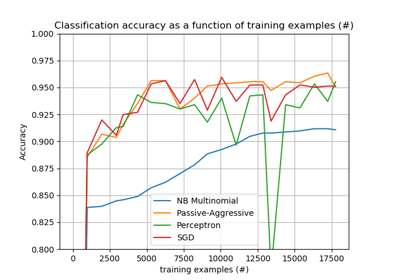 Classification accuracy as a function of training examples (#)
1.000
0.975
0.950
0.925
0.900
0.875
0.850
0.825
0.800
Accuracy
NB Multinomial
Passive-Aggressive
Perceptron
SGD
0 2500 5000 7500 10000 12500 15000 17500
training examples (#)